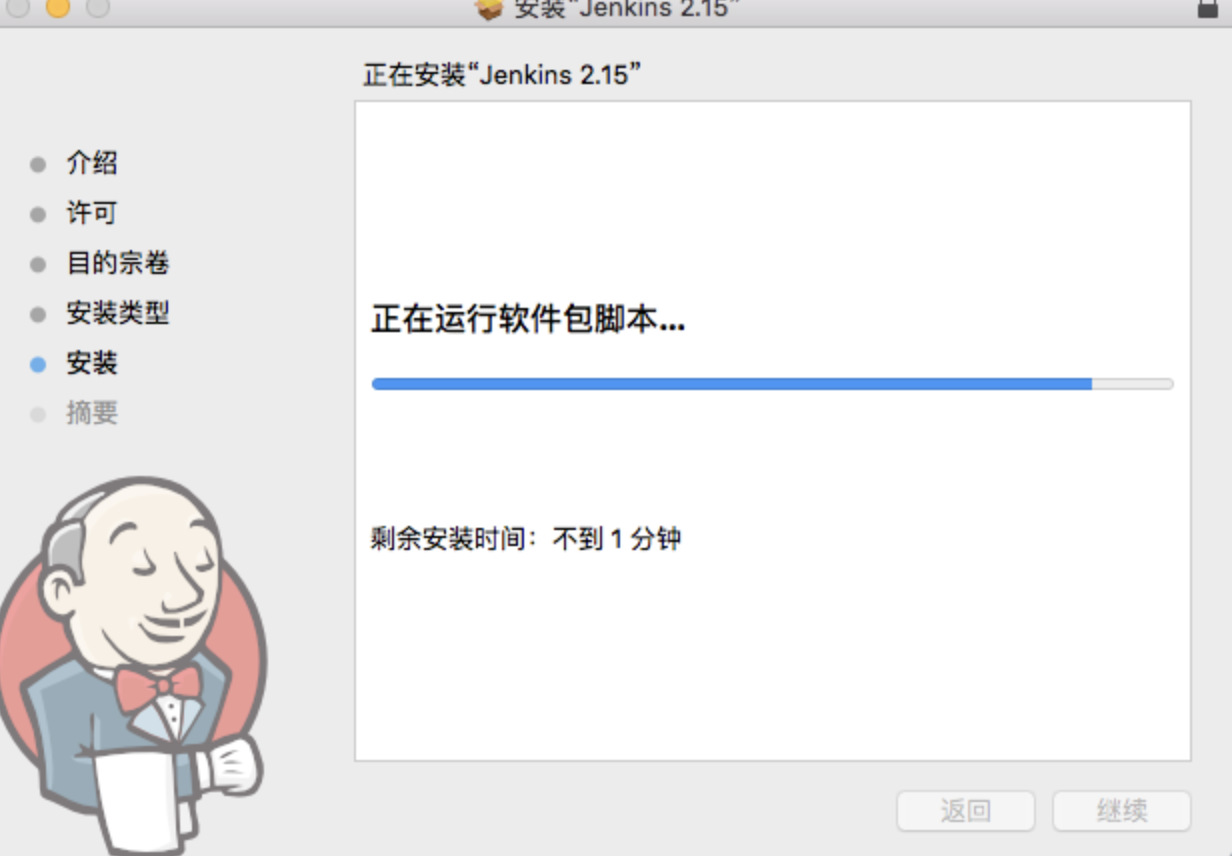 安装“Jenkins 2.15”
正在安装“Jenkins 2.15”
介绍
许可
目的宗卷
安装类型
安装
摘要
正在运行软件包脚本...
剩余安装时间：不到 1 分钟
返回
继续